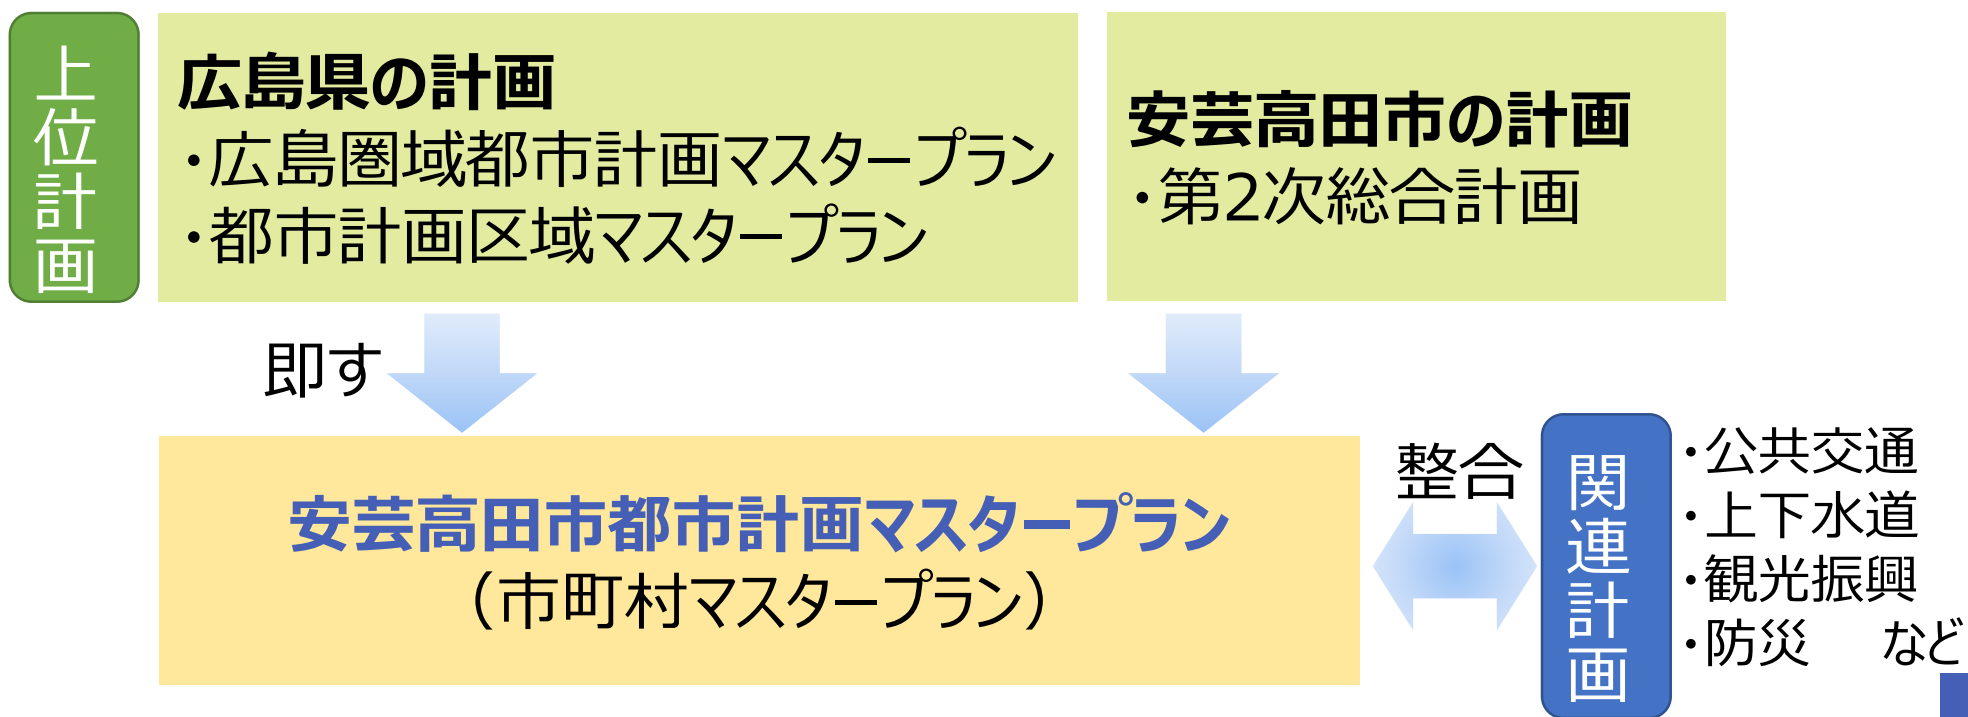 上位計画
広島県の計画
・広島圏域都市計画マスタープラン
・都市計画区域マスタープラン
安芸高田市の計画
・第2次総合計画
即す
安芸高田市都市計画マスタープラン
（市町村マスタープラン）
整合
関連計画
・公共交通
・上下水道
・観光振興
・防災　など